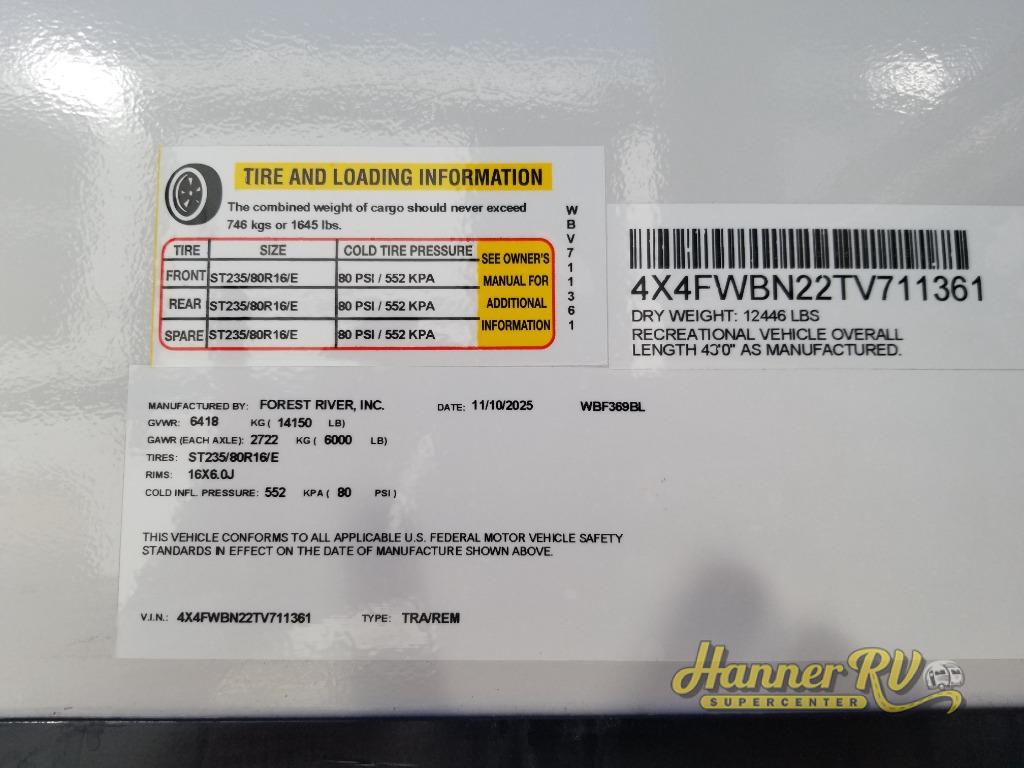 TIRE AND LOADING INFORMATION
The combined weight of cargo should never exceed
746 kgs or 1645 lbs.
TIRE SIZE COLD TIRE PRESSURE
FRONT ST235/80R16/E 80 PSI / 552 KPA
REAR ST235/80R16/E 80 PSI / 552 KPA
SPARE ST235/80R16/E 80 PSI / 552 KPA
SEE OWNER'S
MANUAL FOR
ADDITIONAL
INFORMATION
WBV711361
4X4FWBN22TV711361
DRY WEIGHT: 12446 LBS
RECREATIONAL VEHICLE OVERALL
LENGTH 43'0" AS MANUFACTURED.
MANUFACTURED BY: FOREST RIVER, INC. DATE: 11/10/2025 WBF369BL
GVWR: 6418 KG ( 14150 LB)
GAWR (EACH AXLE): 2722 KG ( 6000 LB)
TIRES: ST235/80R16/E
RIMS: 16X6.0J
COLD INFL. PRESSURE: 552 KPA ( 80 PSI )
THIS VEHICLE CONFORMS TO ALL APPLICABLE U.S. FEDERAL MOTOR VEHICLE SAFETY
STANDARDS IN EFFECT ON THE DATE OF MANUFACTURE SHOWN ABOVE.
V.I.N.: 4X4FWBN22TV711361 TYPE: TRA/REM
Hanner RV
SUPERCENTER